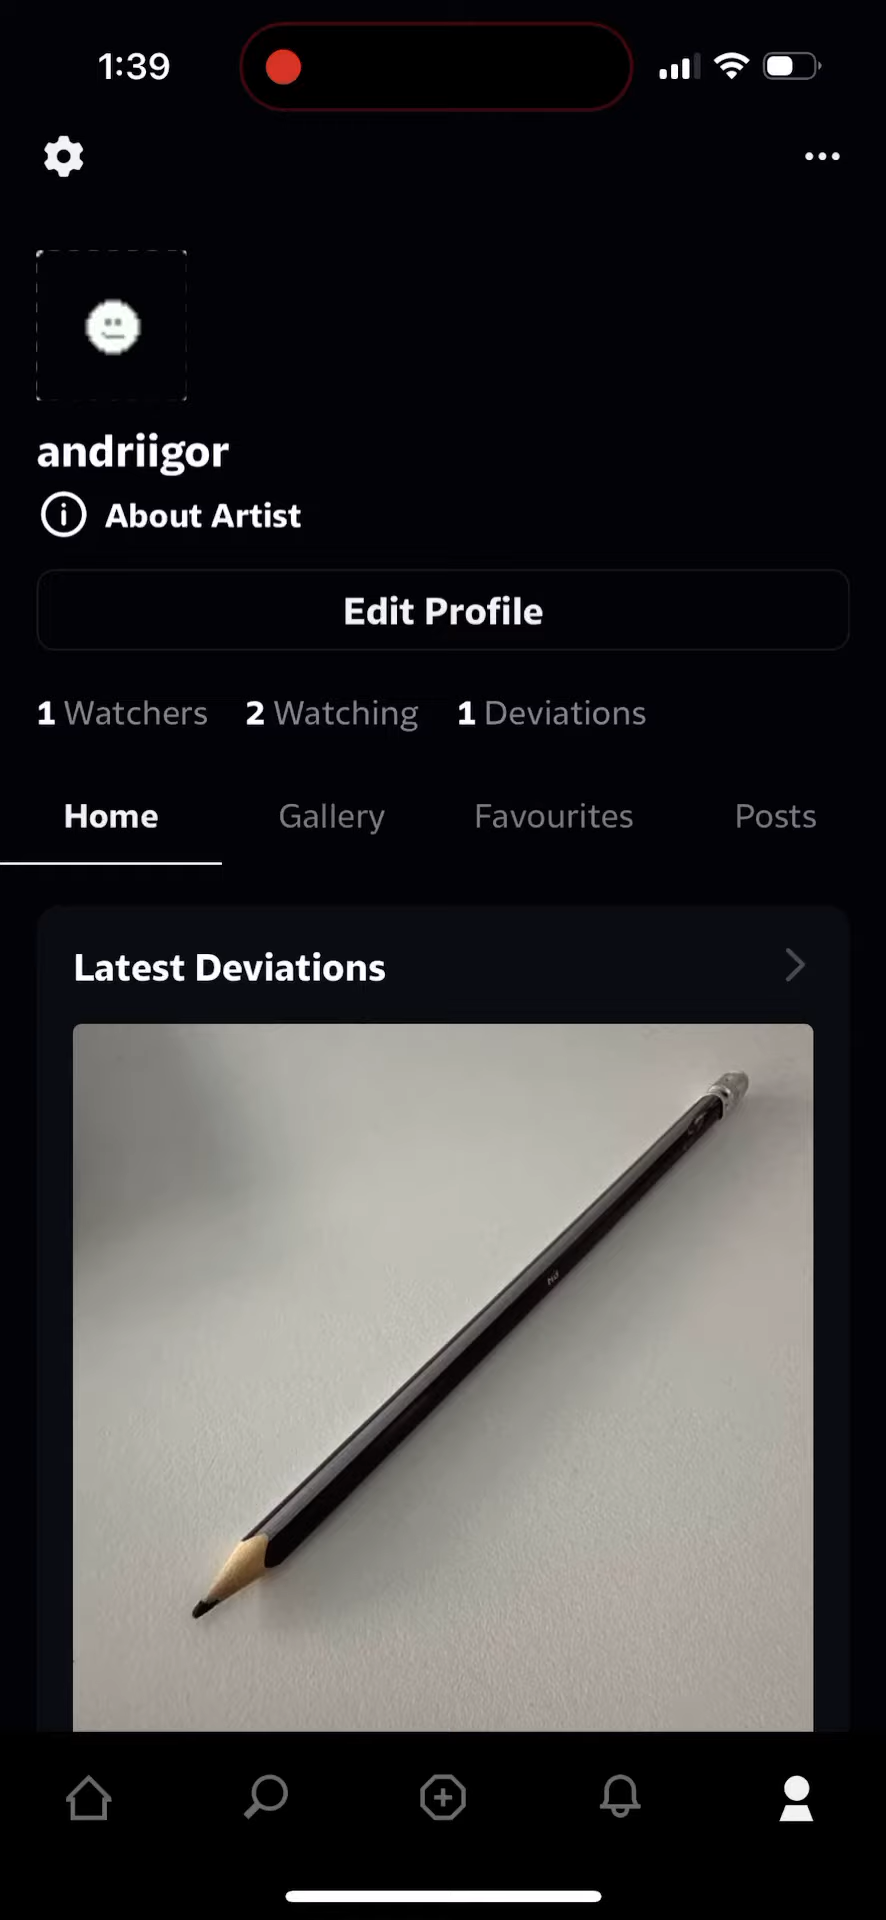 1:39
andriigor
About Artist
Edit Profile
1 Watchers 2 Watching 1 Deviations
Home Gallery Favourites Posts
Latest Deviations